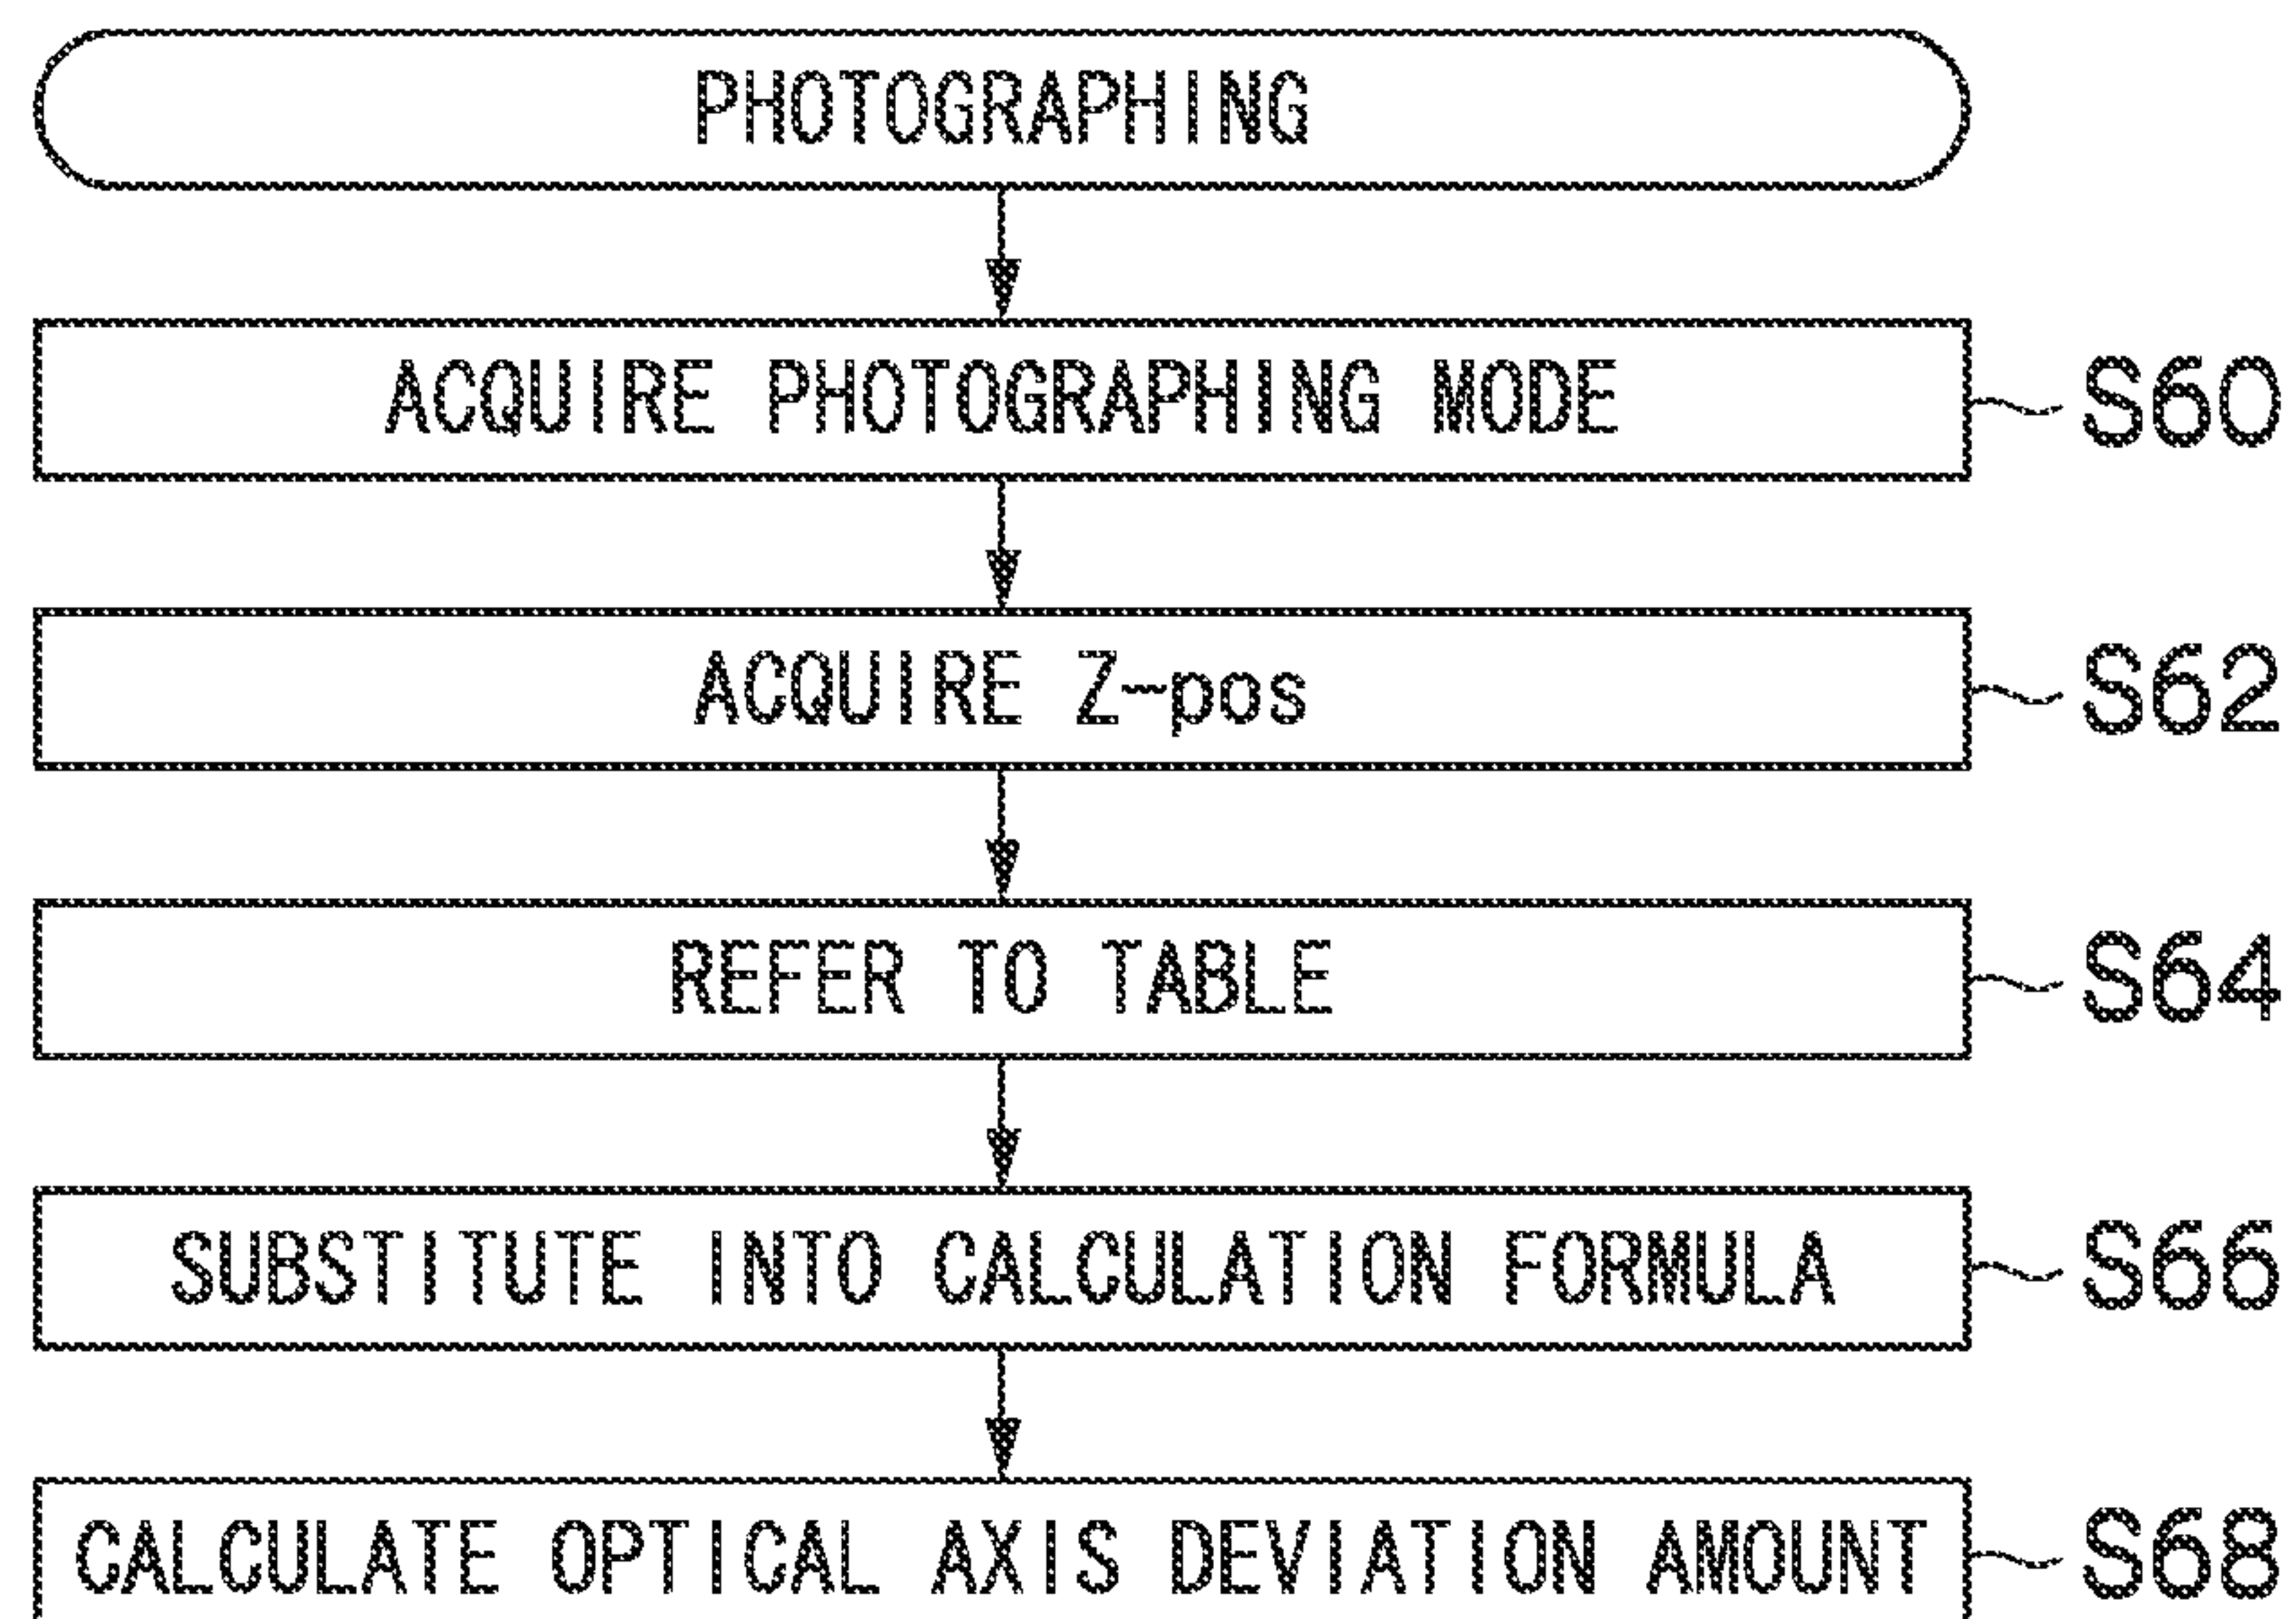 PHOTOGRAPHING
ACQUIRE PHOTOGRAPHING MODE S60
ACQUIRE Z-pos S62
REFER TO TABLE S64
SUBSTITUTE INTO CALCULATION FORMULA S66
CALCULATE OPTICAL AXIS DEVIATION AMOUNT S68